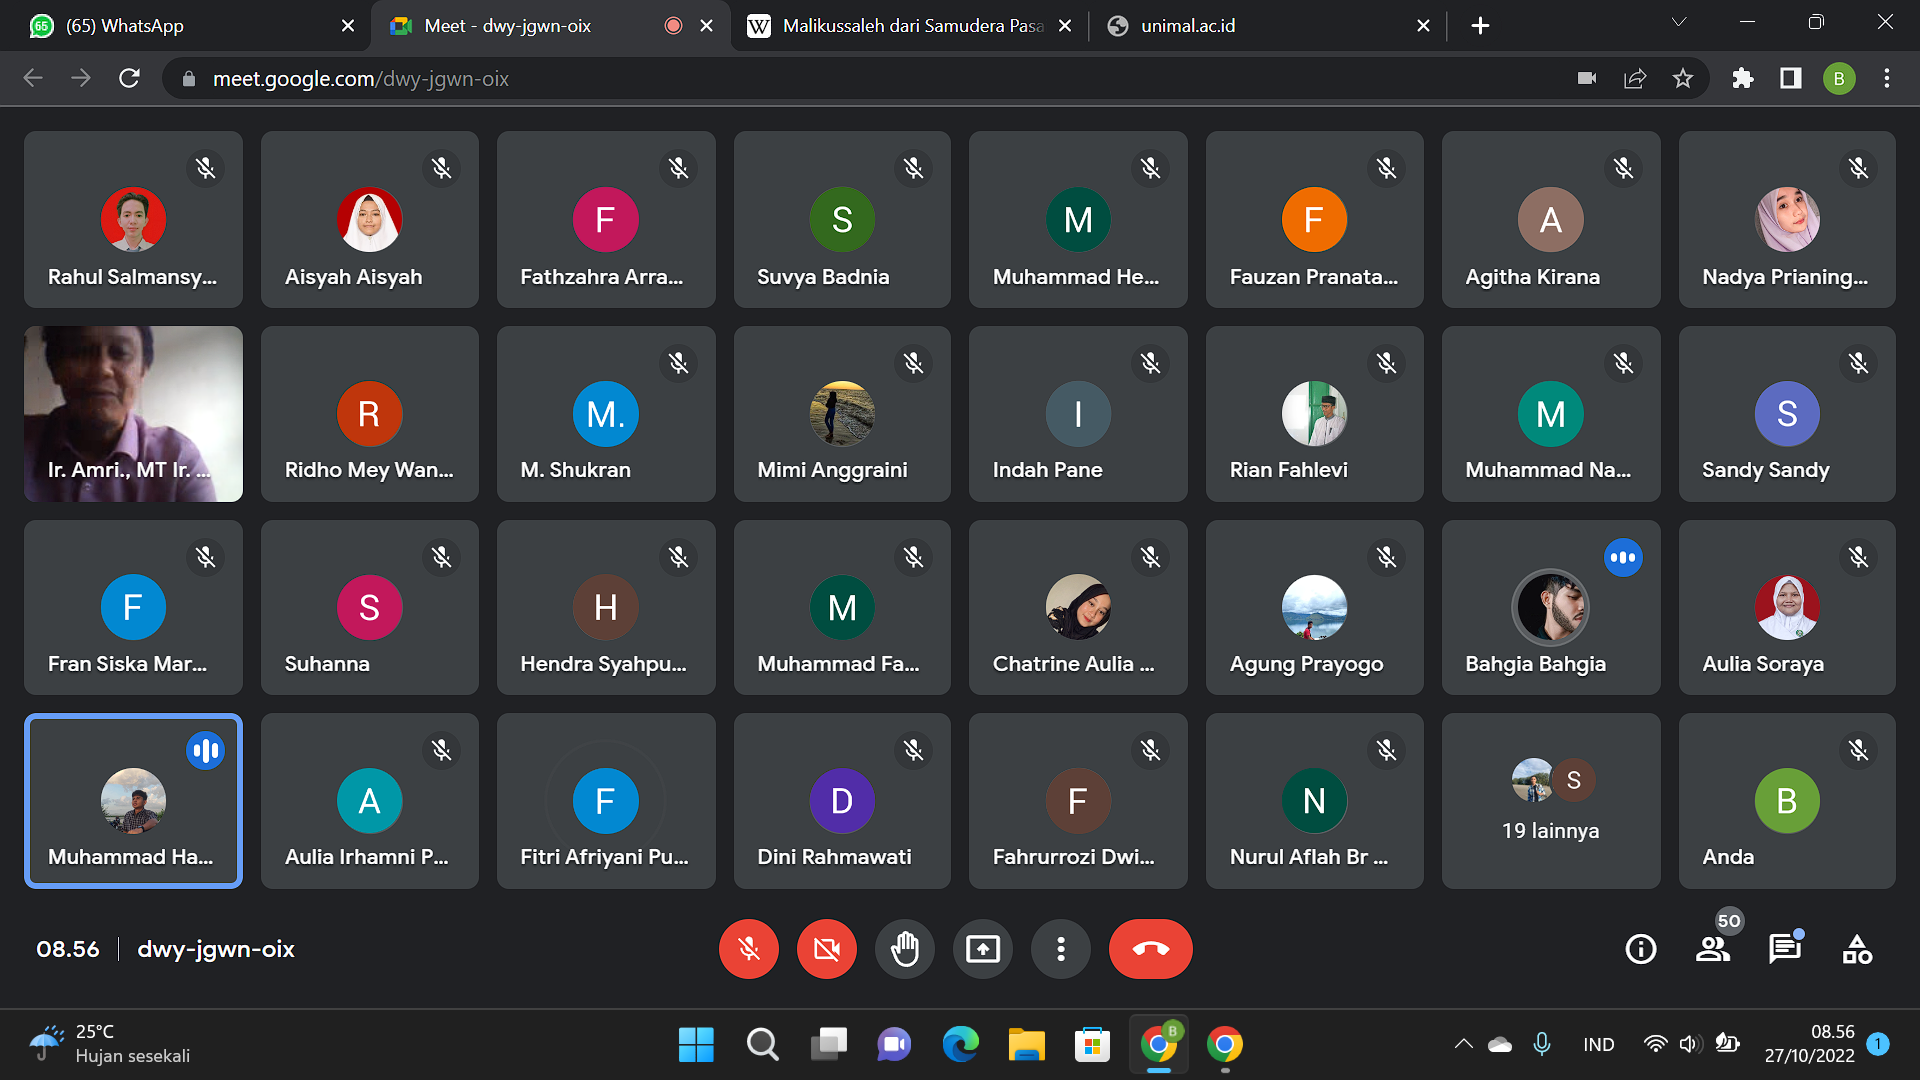 65 (65) WhatsApp
Meet - dwy-jgwn-oix
W Malikussaleh dari Samudera Pasa
unimal.ac.id
meet.google.com/dwy-jgwn-oix
B
F S M F A
Rahul Salmansy... Aisyah Aisyah Fathzahra Arra... Suvya Badnia Muhammad He... Fauzan Pranata... Agitha Kirana Nadya Prianing...
R M. I M S
Ir. Amri., MT Ir. ... Ridho Mey Wan... M. Shukran Mimi Anggraini Indah Pane Rian Fahlevi Muhammad Na... Sandy Sandy
F S H M
Fran Siska Mar... Suhanna Hendra Syahpu... Muhammad Fa... Chatrine Aulia ... Agung Prayogo Bahgia Bahgia Aulia Soraya
A F D F N S B
19 lainnya
Muhammad Ha... Aulia Irhamni P... Fitri Afriyani Pu... Dini Rahmawati Fahrurrozi Dwi... Nurul Aflah Br ... Anda
50
08.56 dwy-jgwn-oix
25°C
Hujan sesekali
B
IND
08.56
27/10/2022
1